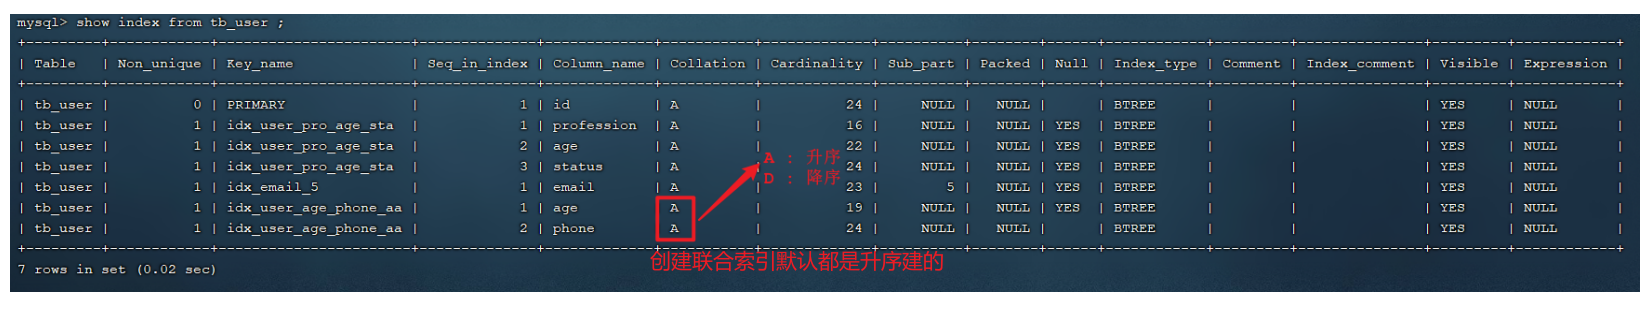 mysql> show index from tb_user ;
+---------+------------+----------------------+--------------+-------------+-----------+-------------+----------+--------+------+------------+---------+---------------+---------+------------+
| Table   | Non_unique | Key_name             | Seq_in_index | Column_name | Collation | Cardinality | Sub_part | Packed | Null | Index_type | Comment | Index_comment | Visible | Expression |
+---------+------------+----------------------+--------------+-------------+-----------+-------------+----------+--------+------+------------+---------+---------------+---------+------------+
| tb_user |          0 | PRIMARY              |            1 | id          | A         |          24 |     NULL |   NULL |      | BTREE      |         |               | YES     | NULL       |
| tb_user |          1 | idx_user_pro_age_sta |            1 | profession  | A         |          16 |     NULL |   NULL | YES  | BTREE      |         |               | YES     | NULL       |
| tb_user |          1 | idx_user_pro_age_sta |            2 | age         | A         |          22 |     NULL |   NULL | YES  | BTREE      |         |               | YES     | NULL       |
| tb_user |          1 | idx_user_pro_age_sta |            3 | status      | A         |          24 |     NULL |   NULL | YES  | BTREE      |         |               | YES     | NULL       |
| tb_user |          1 | idx_email_5          |            1 | email       | A         |          23 |        5 |   NULL | YES  | BTREE      |         |               | YES     | NULL       |
| tb_user |          1 | idx_user_age_phone_aa |            1 | age         | A         |          19 |     NULL |   NULL | YES  | BTREE      |         |               | YES     | NULL       |
| tb_user |          1 | idx_user_age_phone_aa |            2 | phone       | A         |          24 |     NULL |   NULL |      | BTREE      |         |               | YES     | NULL       |
+---------+------------+----------------------+--------------+-------------+-----------+-------------+----------+--------+------+------------+---------+---------------+---------+------------+
A : 升序
D : 降序
创建联合索引默认都是升序建的
7 rows in set (0.02 sec)